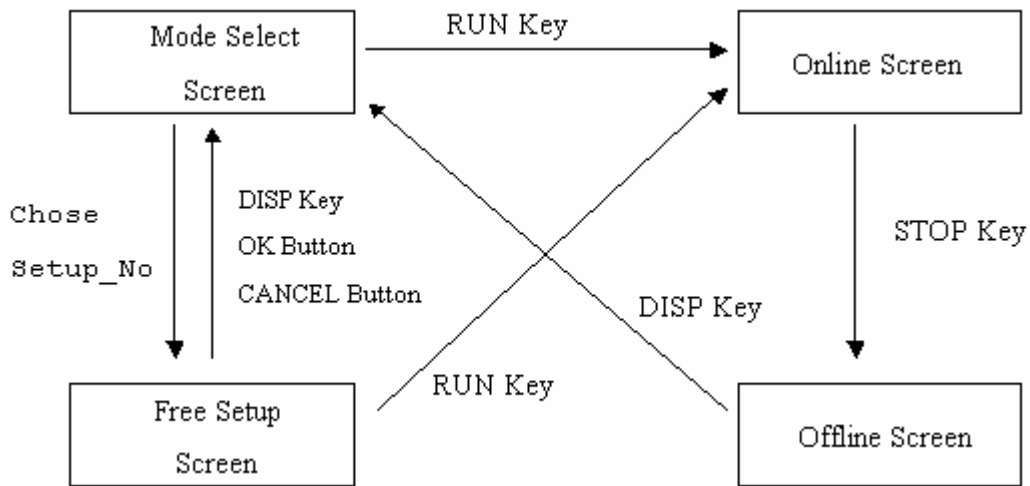 Mode Select
Screen
RUN Key
Online Screen
Chose
Setup_No
DISP Key
OK Button
CANCEL Button
STOP Key
DISP Key
RUN Key
Free Setup
Screen
Offline Screen